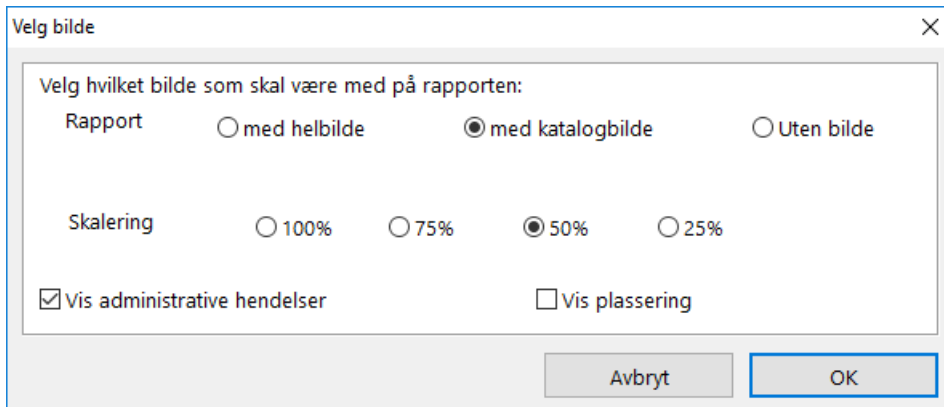 Velg bilde
Velg hvilket bilde som skal være med på rapporten:
Rapport med helbilde med katalogbilde Uten bilde
Skalering 100% 75% 50% 25%
Vis administrative hendelser Vis plassering
Avbryt OK